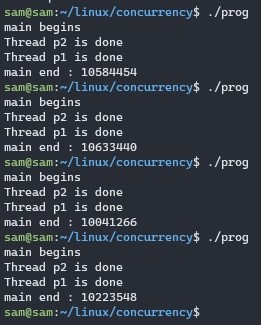 sam@sam:~/linux/concurrency$ ./prog
main begins
Thread p2 is done
Thread p1 is done
main end : 10584454
sam@sam:~/linux/concurrency$ ./prog
main begins
Thread p2 is done
Thread p1 is done
main end : 10633440
sam@sam:~/linux/concurrency$ ./prog
main begins
Thread p2 is done
Thread p1 is done
main end : 10041266
sam@sam:~/linux/concurrency$ ./prog
main begins
Thread p2 is done
Thread p1 is done
main end : 10223548
sam@sam:~/linux/concurrency$